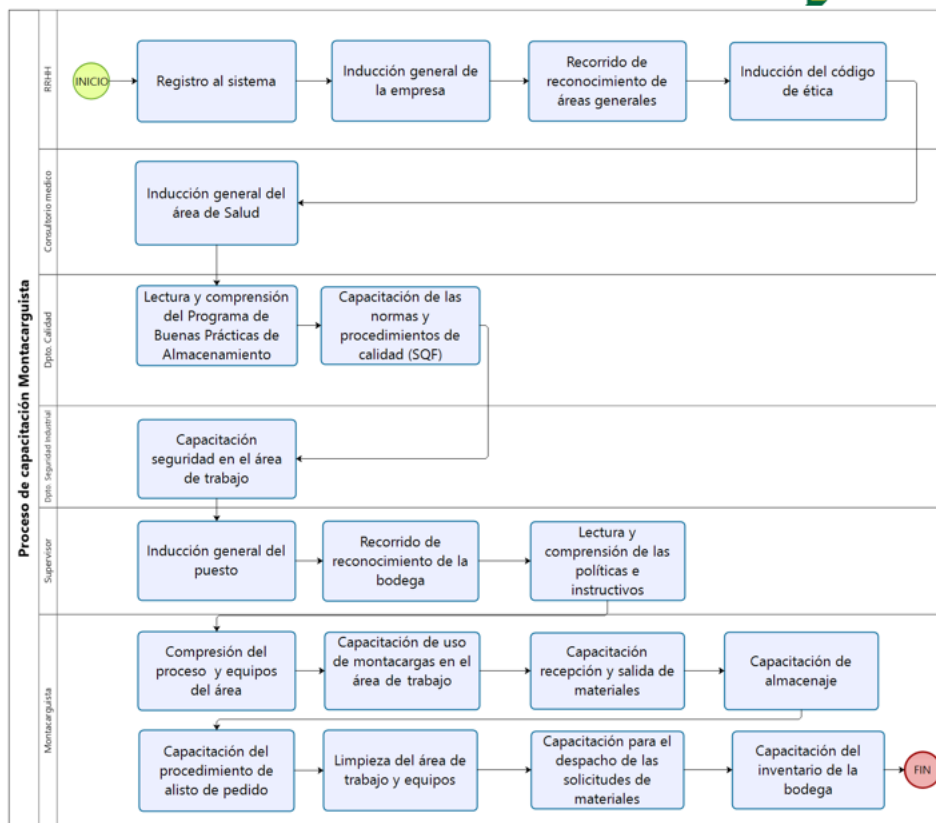 Proceso de capacitación Montacarguista
RRHH
INICIO
Registro al sistema
Inducción general de
la empresa
Recorrido de
reconocimiento de
áreas generales
Inducción del código
de ética
Consultorio medico
Inducción general del
área de Salud
Dpto. Calidad
Lectura y comprensión
del Programa de
Buenas Prácticas de
Almacenamiento
Capacitación de las
normas y
procedimientos de
calidad (SQF)
Dpto. Seguridad Industrial
Capacitación
seguridad en el área
de trabajo
Supervisor
Inducción general del
puesto
Recorrido de
reconocimiento de la
bodega
Lectura y
comprensión de las
políticas e
instructivos
Montacarguista
Compresión del
proceso y equipos
del área
Capacitación de uso
de montacargas en el
área de trabajo
Capacitación
recepción y salida de
materiales
Capacitación de
almacenaje
Capacitación del
procedimiento de
alisto de pedido
Limpieza del área de
trabajo y equipos
Capacitación para el
despacho de las
solicitudes de
materiales
Capacitación del
inventario de la
bodega
FIN